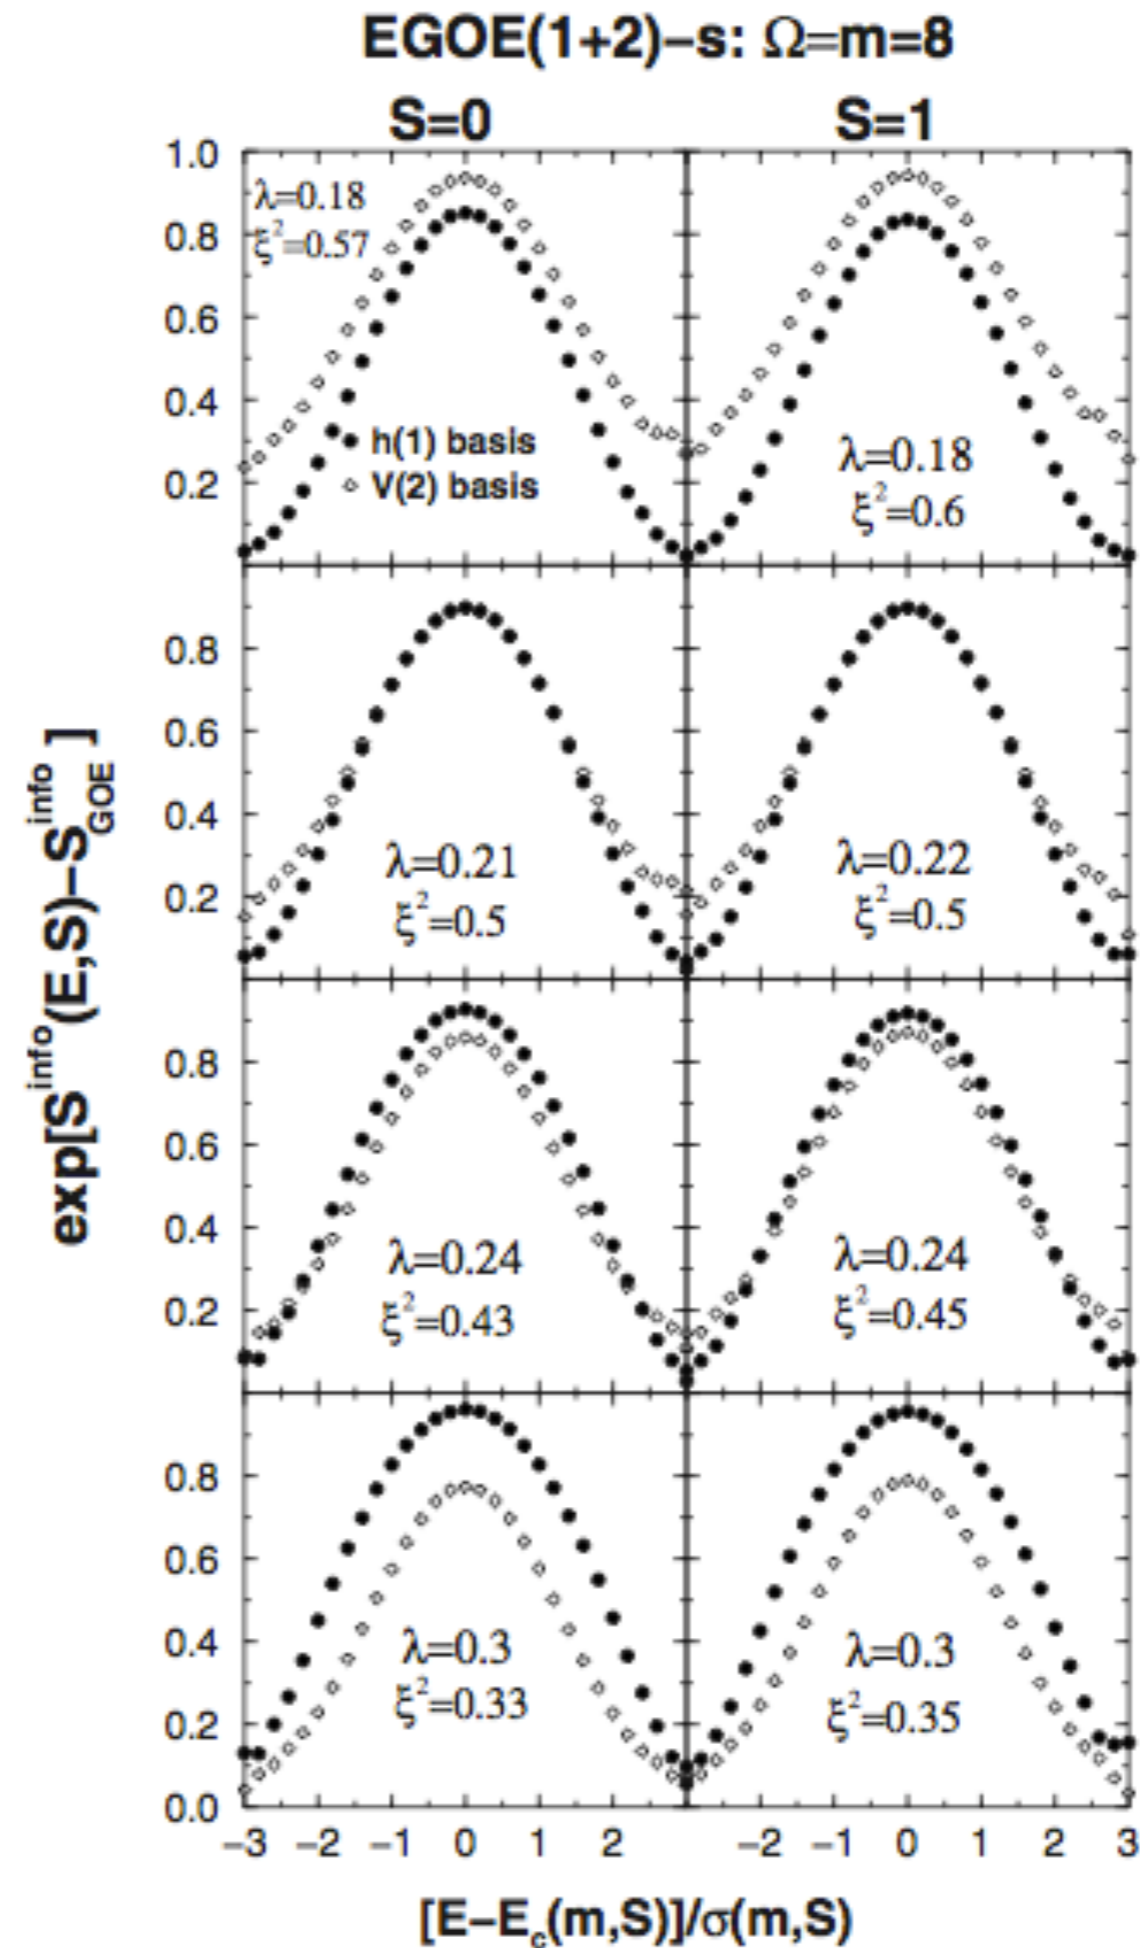 EGOE(1+2)–s: Ω=m=8
S=0 S=1
1.0
0.8
0.6
0.4
0.2
λ=0.18
ξ²=0.57
h(1) basis
V(2) basis
λ=0.18
ξ²=0.6
0.8
0.6
0.4
0.2
λ=0.21
ξ²=0.5
λ=0.22
ξ²=0.5
0.8
0.6
0.4
0.2
λ=0.24
ξ²=0.43
λ=0.24
ξ²=0.45
0.8
0.6
0.4
0.2
0.0
λ=0.3
ξ²=0.33
λ=0.3
ξ²=0.35
–3 –2 –1 0 1 2 –2 –1 0 1 2 3
exp[S^info(E,S)–S^info_GOE]
[E–E_c(m,S)]/σ(m,S)